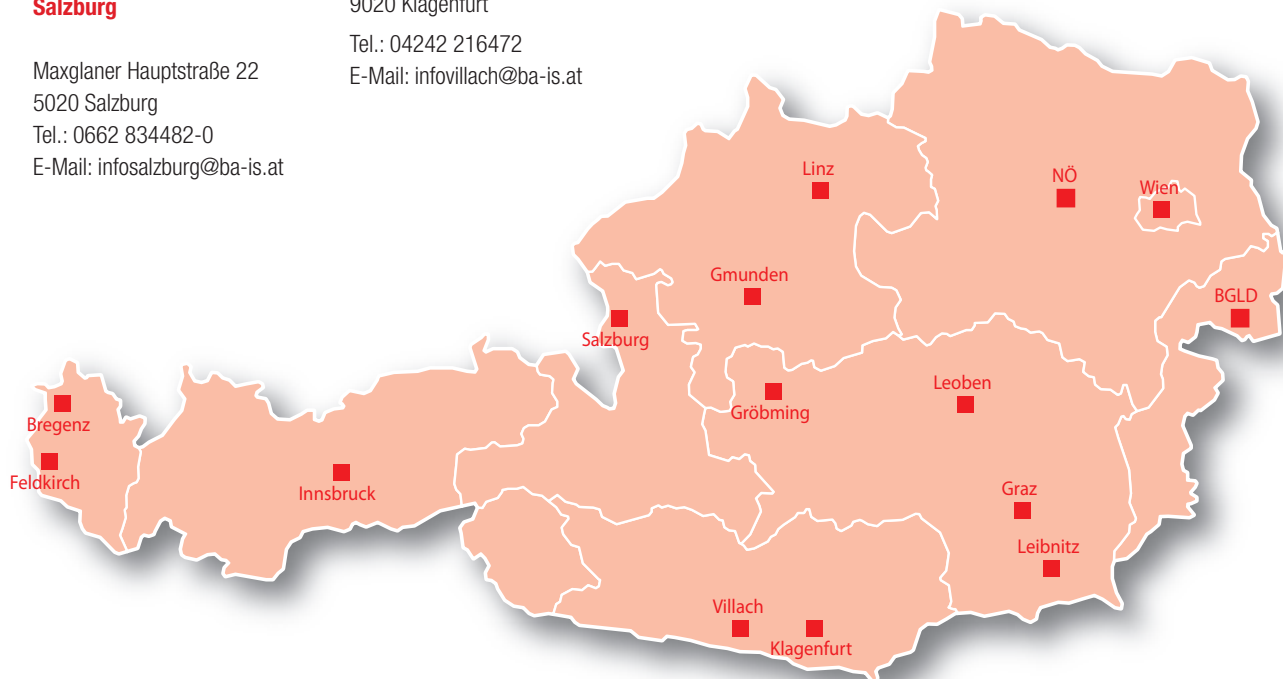 Salzburg
Maxglaner Hauptstraße 22
5020 Salzburg
Tel.: 0662 834482-0
E-Mail: infosalzburg@ba-is.at
9020 Klagenfurt
Tel.: 04242 216472
E-Mail: infovillach@ba-is.at
Linz
NÖ
Wien
Gmunden
BGLD
Salzburg
Leoben
Gröbming
Bregenz
Feldkirch
Innsbruck
Graz
Leibnitz
Villach
Klagenfurt